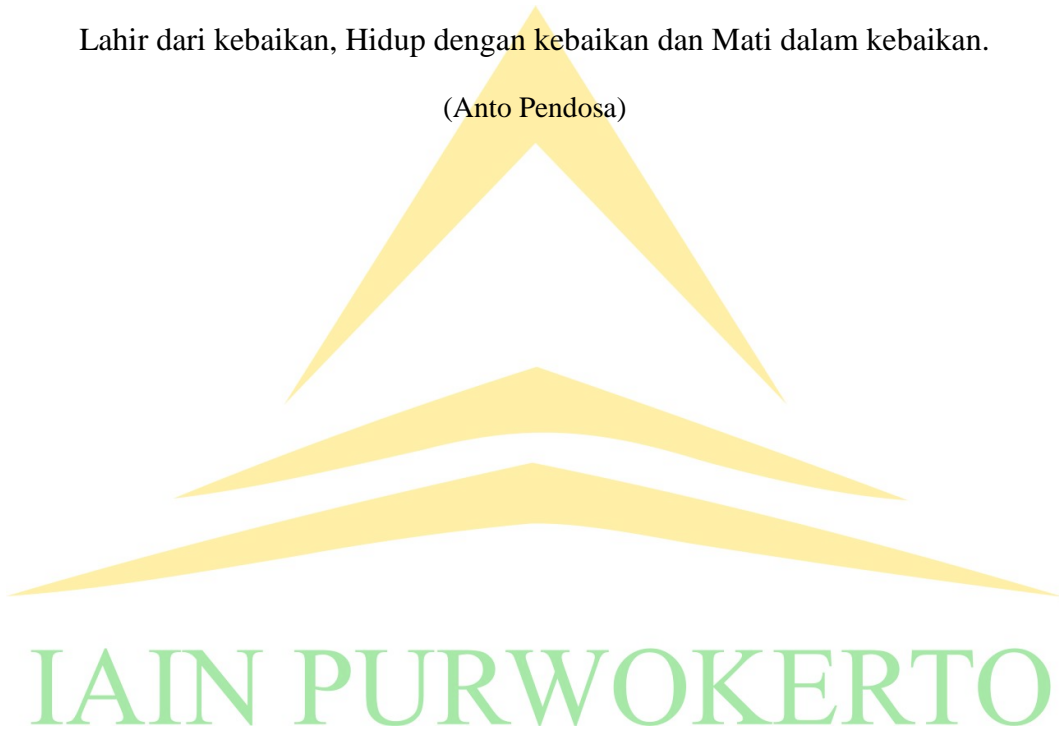 Lahir dari kebaikan, Hidup dengan kebaikan dan Mati dalam kebaikan.
(Anto Pendosa)
IAIN PURWOKERTO